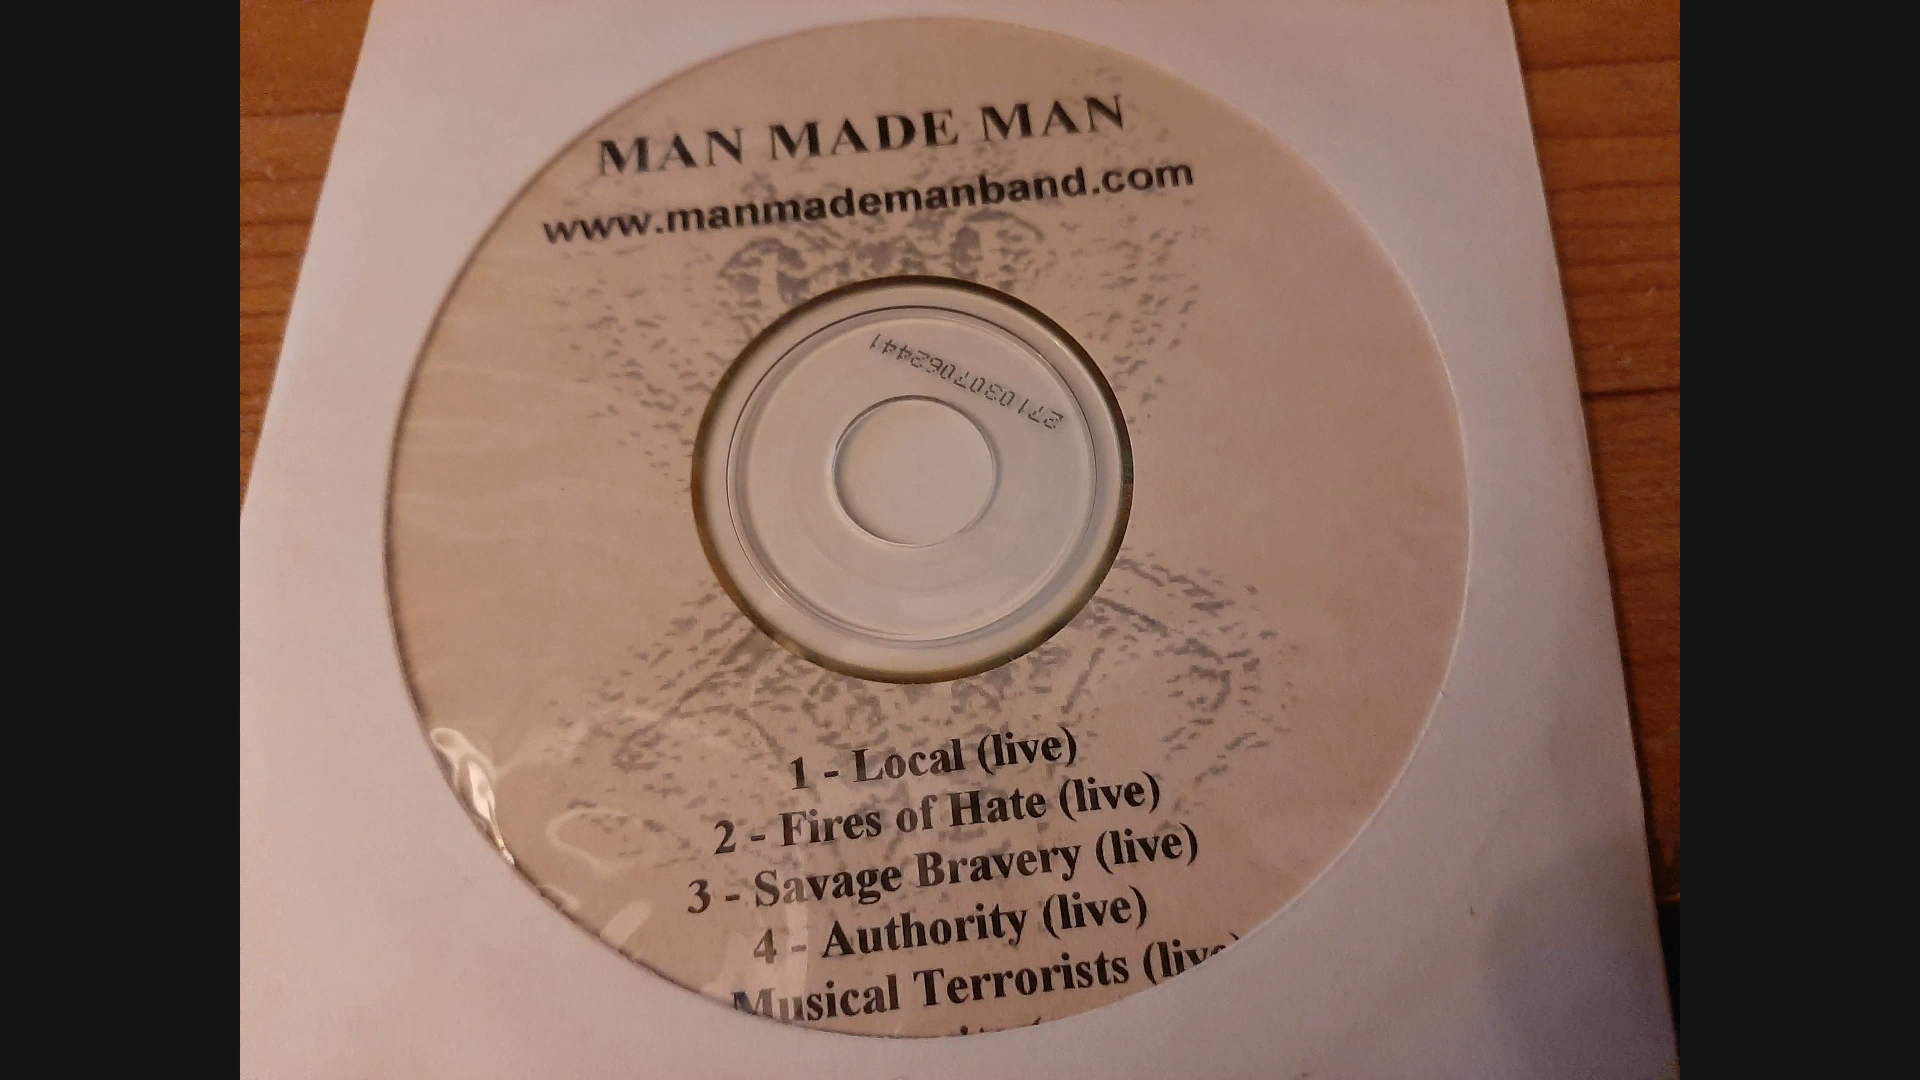 MAN MADE MAN
www.manmademanband.com
2710307062441
1 - Local (live)
2 - Fires of Hate (live)
3 - Savage Bravery (live)
4 - Authority (live)
Musical Terrorists (live)